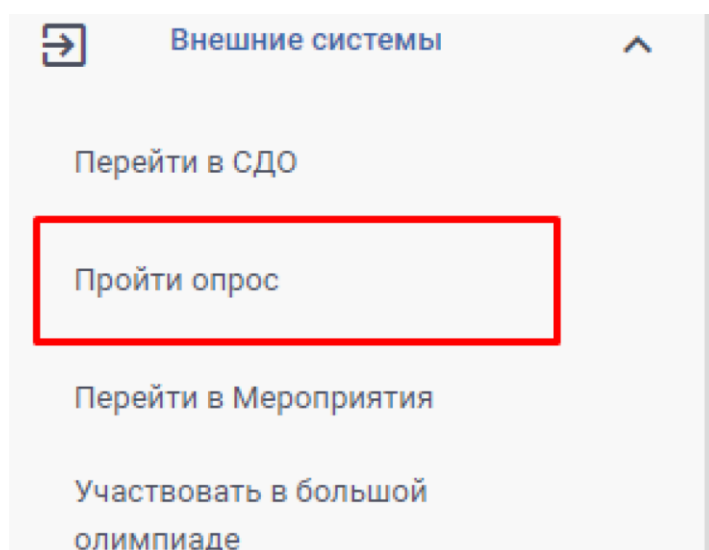 Внешние системы
Перейти в СДО
Пройти опрос
Перейти в Мероприятия
Участвовать в большой
олимпиаде